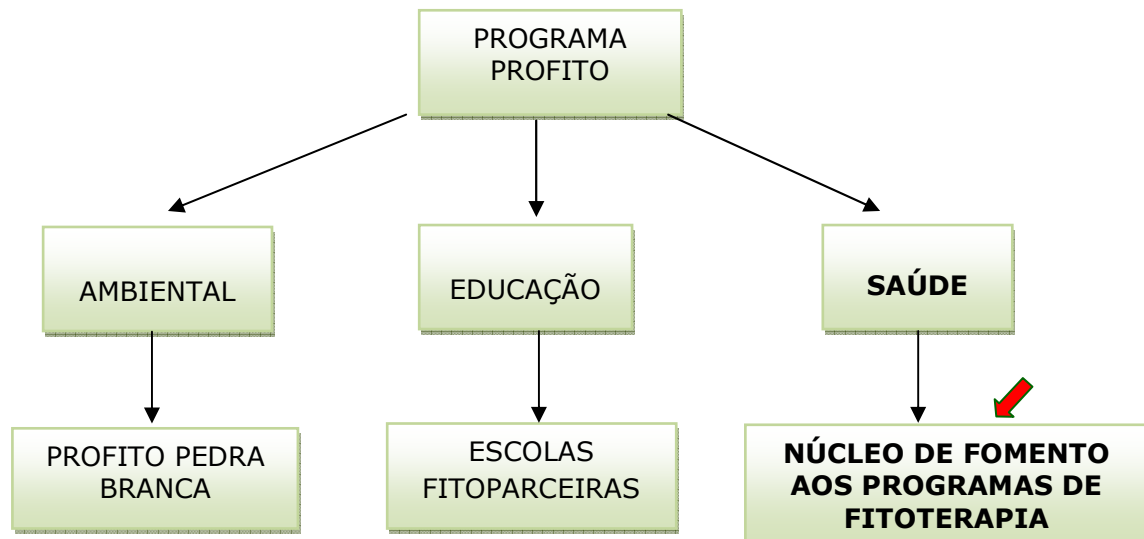 PROGRAMA
PROFITO
AMBIENTAL
EDUCAÇÃO
SAÚDE
PROFITO PEDRA
BRANCA
ESCOLAS
FITOPARCEIRAS
NÚCLEO DE FOMENTO
AOS PROGRAMAS DE
FITOTERAPIA